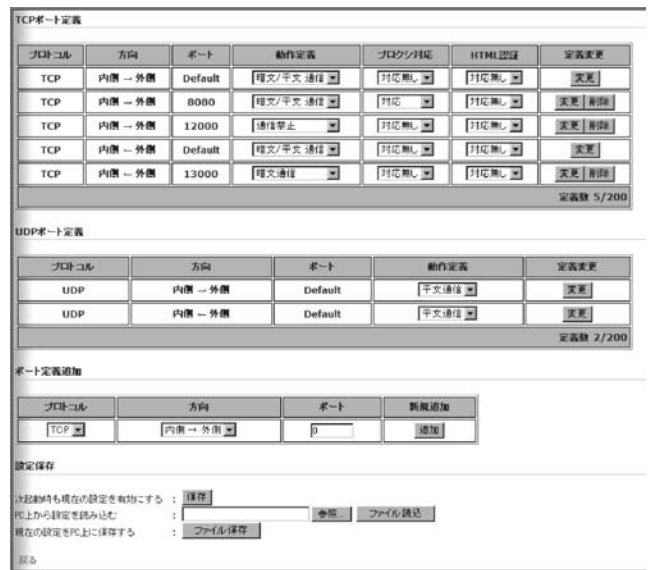 TCPポート定義
プロトコル 方向 ポート 動作定義 プロクシ対応 HTML認証 定義変更
TCP 内側 → 外側 Default 暗文/平文 通信 対応無し 対応無し 変更
TCP 内側 → 外側 8080 暗文/平文 通信 対応 対応無し 変更 削除
TCP 内側 → 外側 12000 通信禁止 対応無し 対応無し 変更 削除
TCP 内側 ← 外側 Default 暗文/平文 通信 対応無し 対応無し 変更
TCP 内側 ← 外側 13000 暗文通信 対応無し 対応無し 変更 削除
定義数 5/200
UDPポート定義
プロトコル 方向 ポート 動作定義 定義変更
UDP 内側 → 外側 Default 平文通信 変更
UDP 内側 ← 外側 Default 平文通信 変更
定義数 2/200
ポート定義追加
プロトコル 方向 ポート 新規追加
TCP 内側 → 外側 0 追加
設定保存
次起動時も現在の設定を有効にする : 保存
PC上から設定を読み込む : 参照... ファイル読込
現在の設定をPC上に保存する : ファイル保存
戻る